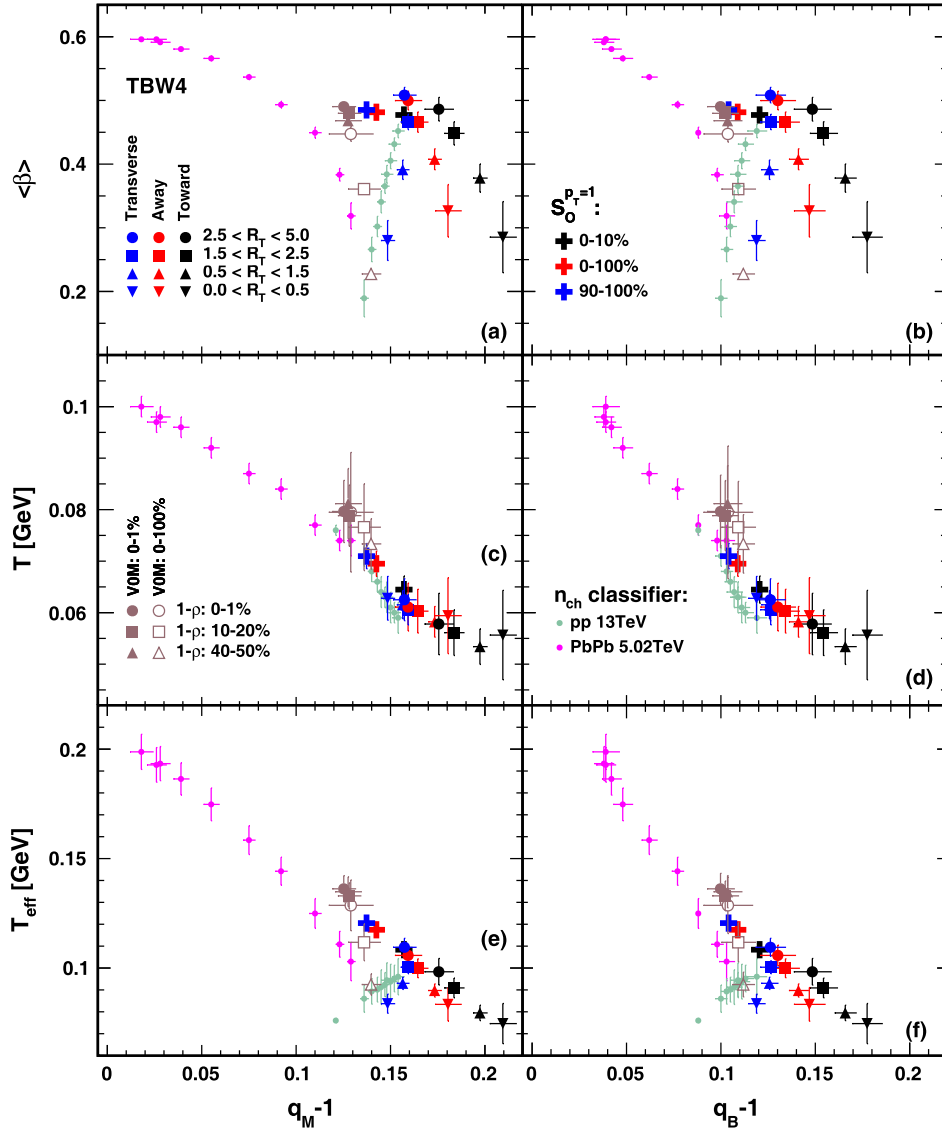 0.6
0.4
0.2
<β>
TBW4
Transverse
Away
Toward
2.5 < R_T < 5.0
1.5 < R_T < 2.5
0.5 < R_T < 1.5
0.0 < R_T < 0.5
(a)
S_O^{p_T=1} :
0-10%
0-100%
90-100%
(b)
0.1
0.08
0.06
T [GeV]
V0M: 0-1%
V0M: 0-100%
1-ρ: 0-1%
1-ρ: 10-20%
1-ρ: 40-50%
(c)
n_ch classifier:
pp 13TeV
PbPb 5.02TeV
(d)
0.2
0.15
0.1
T_eff [GeV]
(e)
(f)
0 0.05 0.1 0.15 0.2
0.05 0.1 0.15 0.2
q_M-1
q_B-1